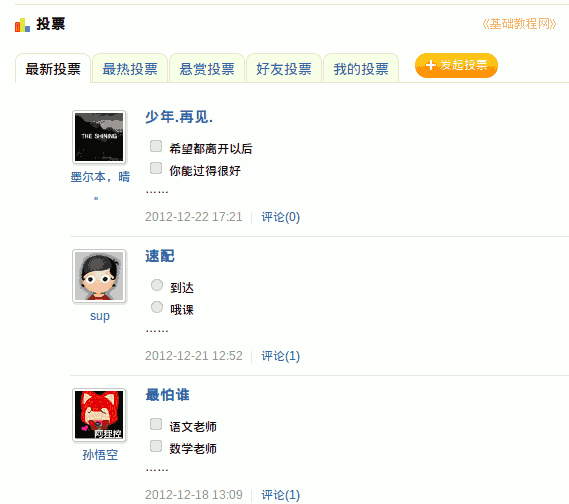 投票
《基础教程网》
最新投票 最热投票 悬赏投票 好友投票 我的投票 发起投票
少年.再见.
THE SHINING
希望都离开以后
你能过得很好
墨尔本，晴
。
……
2012-12-22 17:21 评论(0)
速配
到达
哦课
sup
……
2012-12-21 12:52 评论(1)
最怕谁
语文老师
阿狸控
数学老师
孙悟空
……
2012-12-18 13:09 评论(1)